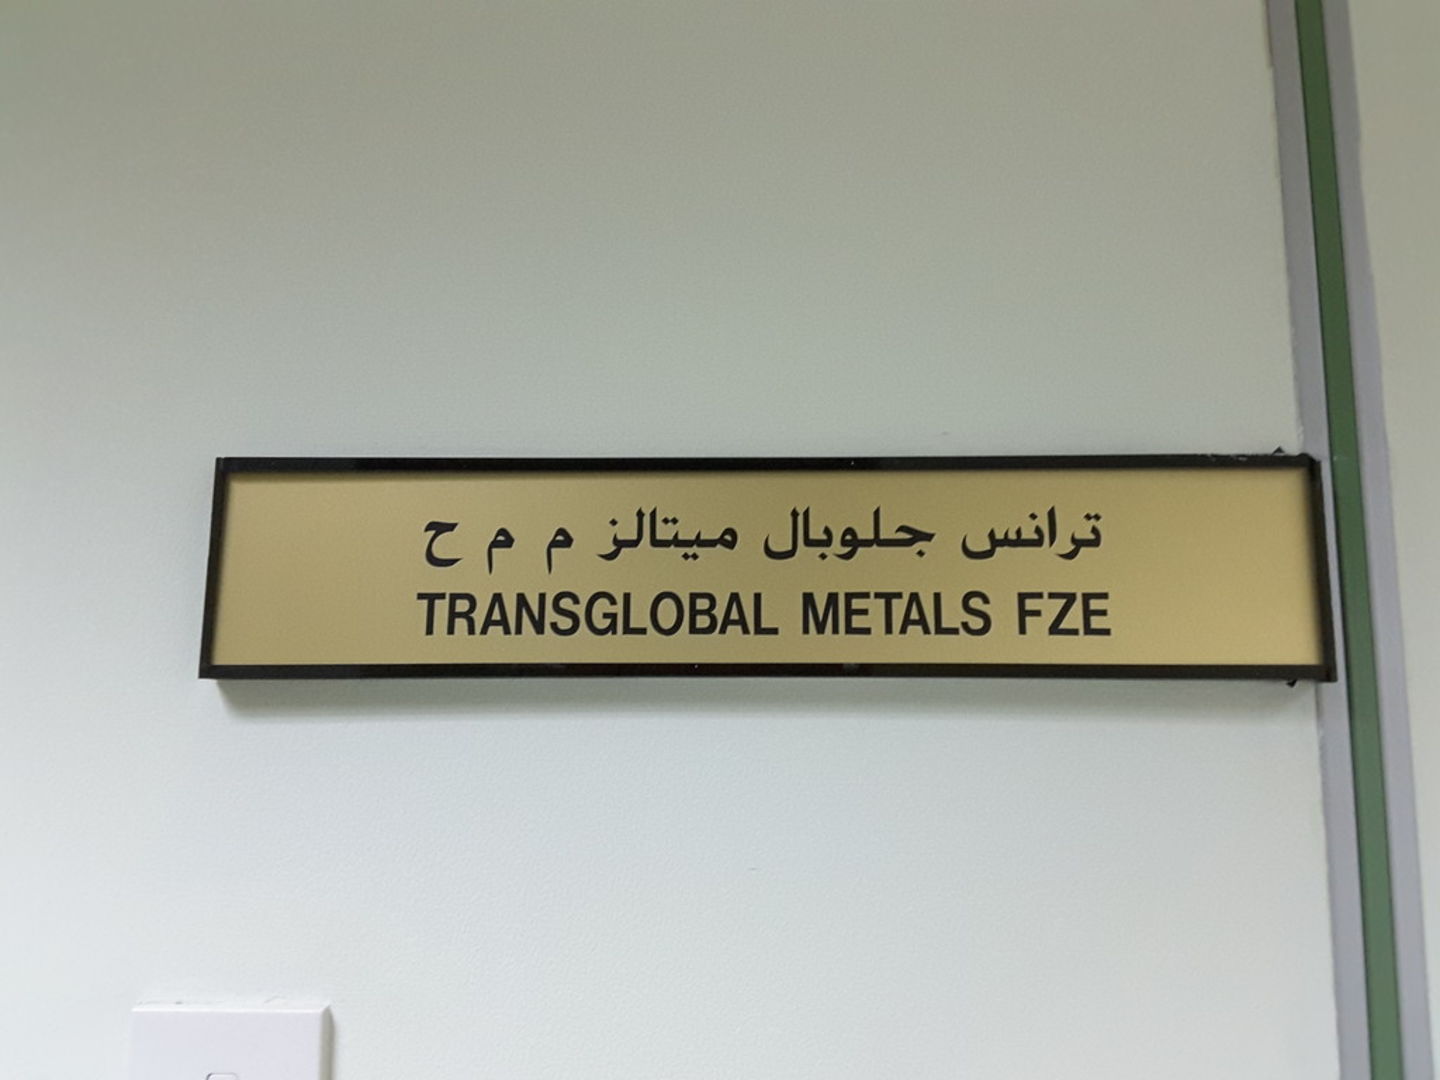 ترانس جلوبال ميتالز م م ح
TRANSGLOBAL METALS FZE